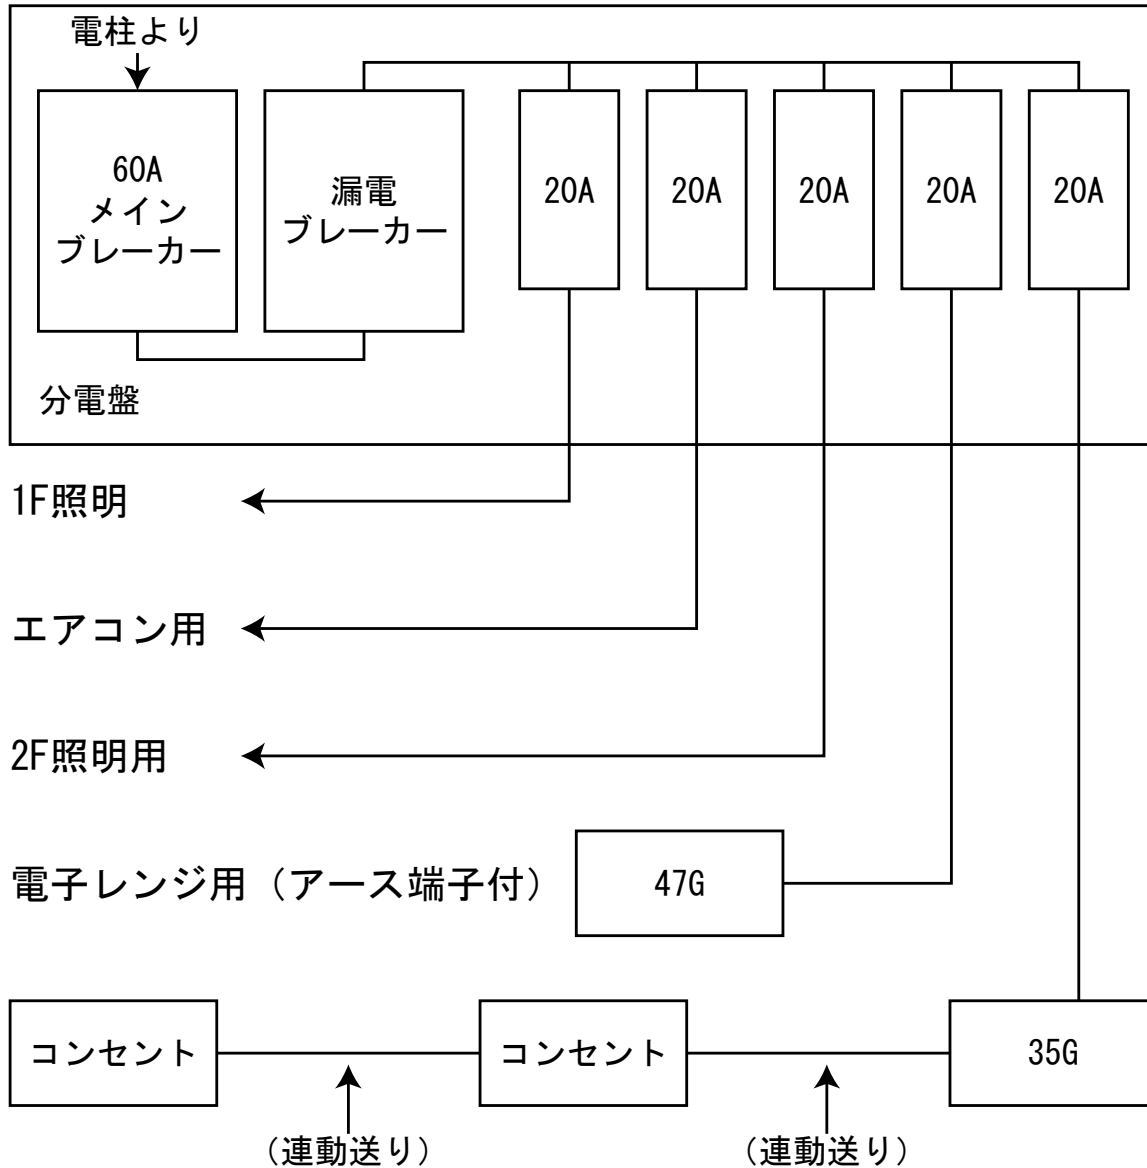 電柱より
60A
メイン
ブレーカー
漏電
ブレーカー
20A
20A
20A
20A
20A
分電盤
1F照明
エアコン用
2F照明用
電子レンジ用（アース端子付）
47G
コンセント
コンセント
35G
(連動送り)
(連動送り)